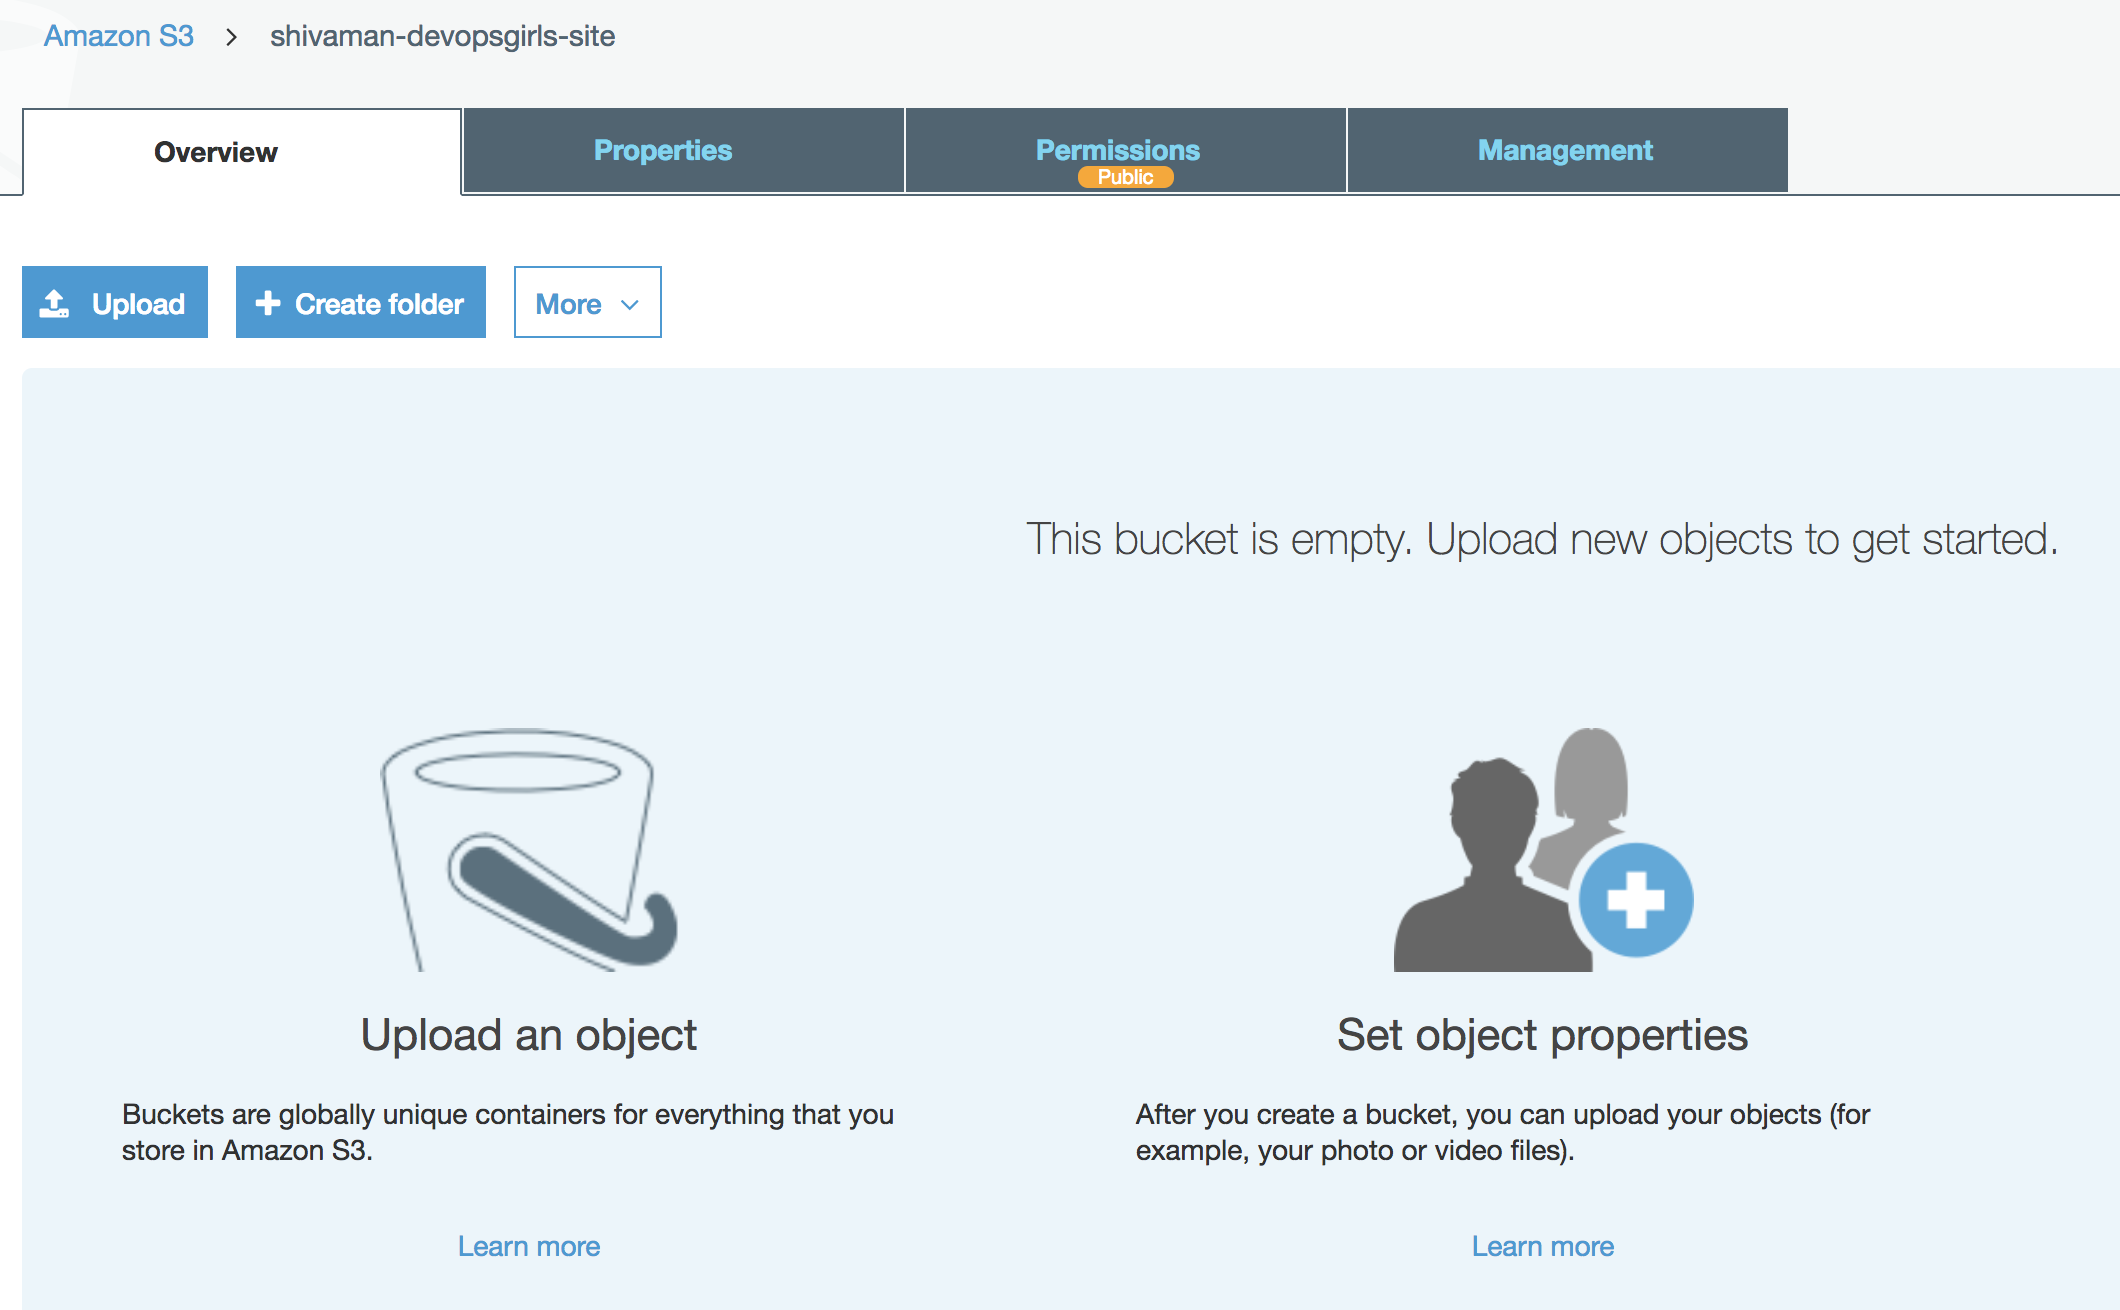 Amazon S3 > shivaman-devopsgirls-site
Overview
Properties
Permissions
Public
Management
Upload
Create folder
More
This bucket is empty. Upload new objects to get started.
Upload an object
Buckets are globally unique containers for everything that you
store in Amazon S3.
Learn more
Set object properties
After you create a bucket, you can upload your objects (for
example, your photo or video files).
Learn more